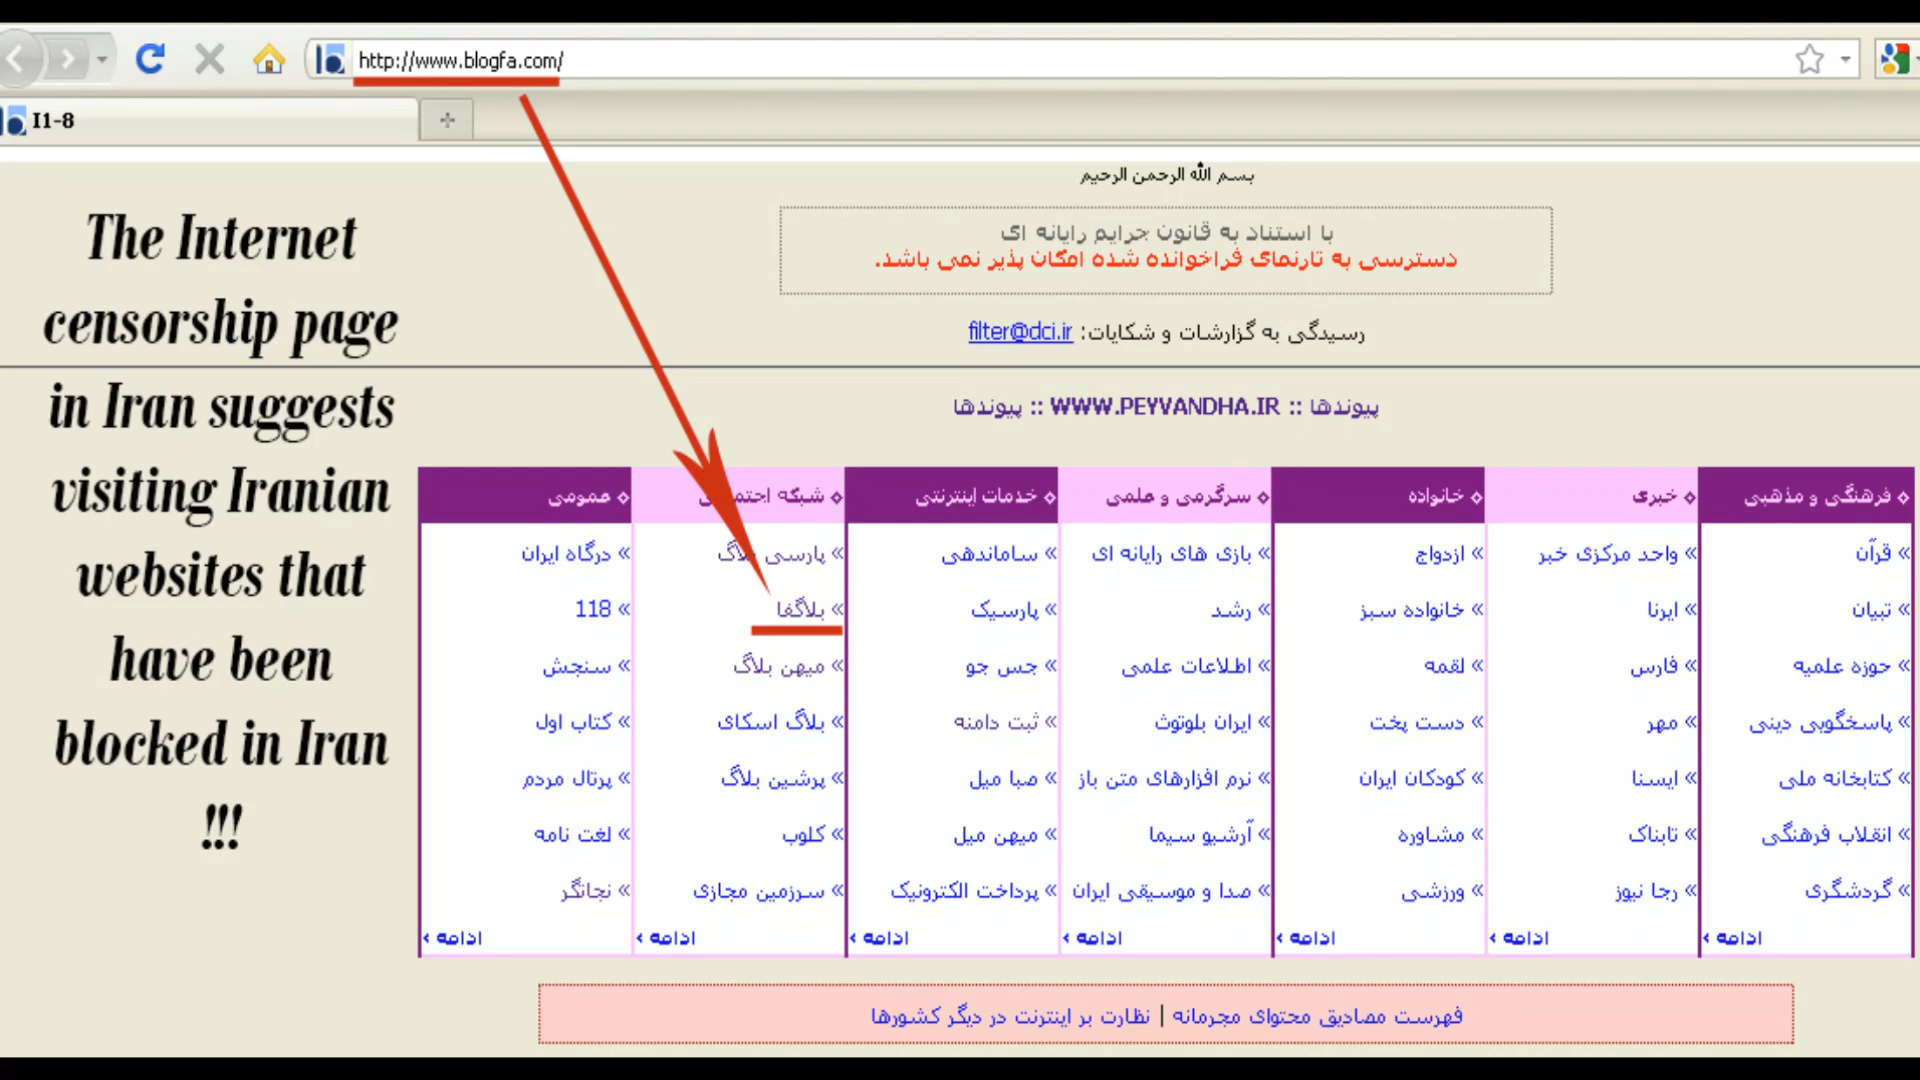 http://www.blogfa.com/
I1-8
The Internet
censorship page
in Iran suggests
visiting Iranian
websites that
have been
blocked in Iran
!!!
بسم الله الرحمن الرحیم
با استناد به قانون جرایم رایانه ای
دسترسی به تارنمای فراخوانده شده امکان پذیر نمی باشد.
رسیدگی به گزارشات و شکایات: filter@dci.ir
پیوندها :: WWW.PEYVANDHA.IR :: پیوندها
◊ فرهنگی و مذهبی
» قرآن
» تبیان
» حوزه علمیه
» پاسخگویی دینی
» کتابخانه ملی
» انقلاب فرهنگی
» گردشگری
ادامه ›
◊ خبری
» واحد مرکزی خبر
» ایرنا
» فارس
» مهر
» ایسنا
» تابناک
» رجا نیوز
ادامه ›
◊ خانواده
» ازدواج
» خانواده سبز
» لقمه
» دست پخت
» کودکان ایران
» مشاوره
» ورزشی
ادامه ›
◊ سرگرمی و علمی
» بازی های رایانه ای
» رشد
» اطلاعات علمی
» ایران بلوتوث
» نرم افزارهای متن باز
» آرشیو سیما
» صدا و موسیقی ایران
ادامه ›
◊ خدمات اینترنتی
» ساماندهی
» پارسیک
» جس جو
» ثبت دامنه
» صبا میل
» میهن میل
» پرداخت الکترونیک
ادامه ›
◊ شبکه
» پارسی بلاگ
» بلاگفا
» میهن بلاگ
» بلاگ اسکای
» پرشین بلاگ
» کلوب
» سرزمین مجازی
ادامه ›
◊ عمومی
» درگاه ایران
» 118
» سنجش
» کتاب اول
» پرتال مردم
» لغت نامه
» نجاتگر
ادامه ›
فهرست مصادیق محتوای مجرمانه | نظارت بر اینترنت در دیگر کشورها